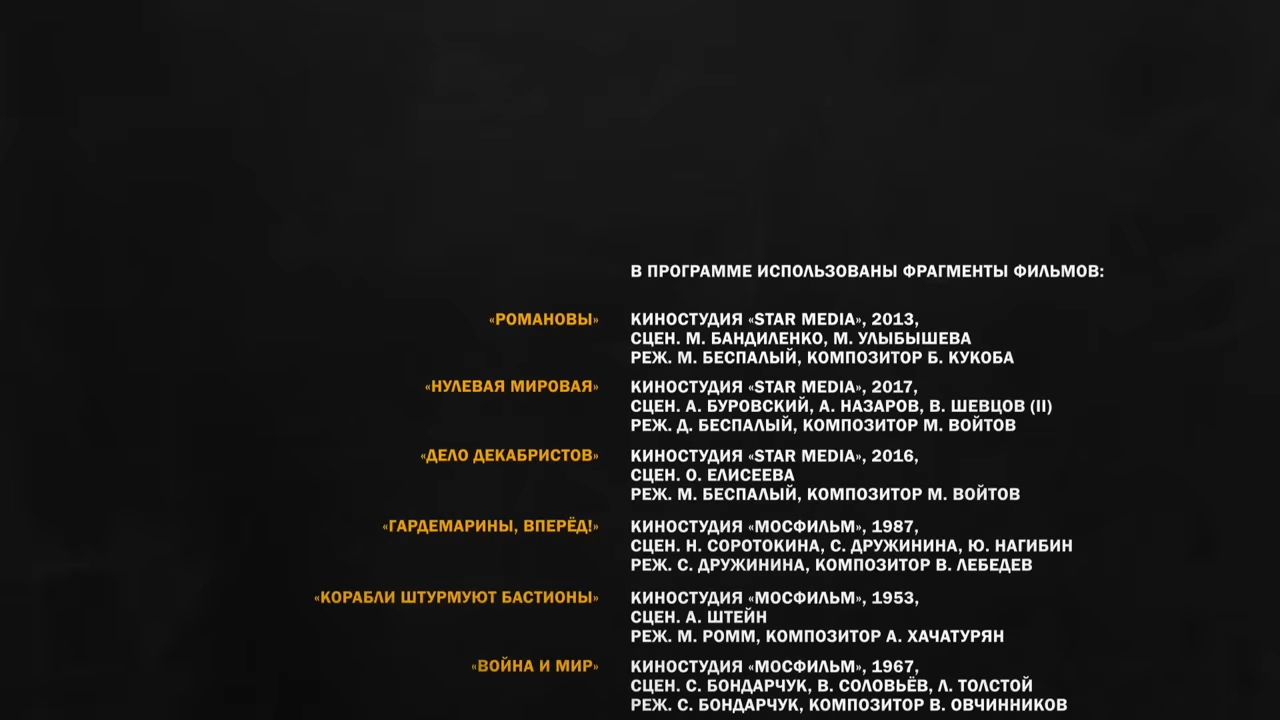 В ПРОГРАММЕ ИСПОЛЬЗОВАНЫ ФРАГМЕНТЫ ФИЛЬМОВ:
«РОМАНОВЫ» КИНОСТУДИЯ «STAR MEDIA», 2013,
СЦЕН. М. БАНДИЛЕНКО, М. УЛЫБЫШЕВА
РЕЖ. М. БЕСПАЛЫЙ, КОМПОЗИТОР Б. КУКОБА
«НУЛЕВАЯ МИРОВАЯ» КИНОСТУДИЯ «STAR MEDIA», 2017,
СЦЕН. А. БУРОВСКИЙ, А. НАЗАРОВ, В. ШЕВЦОВ (II)
РЕЖ. Д. БЕСПАЛЫЙ, КОМПОЗИТОР М. ВОЙТОВ
«ДЕЛО ДЕКАБРИСТОВ» КИНОСТУДИЯ «STAR MEDIA», 2016,
СЦЕН. О. ЕЛИСЕЕВА
РЕЖ. М. БЕСПАЛЫЙ, КОМПОЗИТОР М. ВОЙТОВ
«ГАРДЕМАРИНЫ, ВПЕРЁД!» КИНОСТУДИЯ «МОСФИЛЬМ», 1987,
СЦЕН. Н. СОРОТОКИНА, С. ДРУЖИНИНА, Ю. НАГИБИН
РЕЖ. С. ДРУЖИНИНА, КОМПОЗИТОР В. ЛЕБЕДЕВ
«КОРАБЛИ ШТУРМУЮТ БАСТИОНЫ» КИНОСТУДИЯ «МОСФИЛЬМ», 1953,
СЦЕН. А. ШТЕЙН
РЕЖ. М. РОММ, КОМПОЗИТОР А. ХАЧАТУРЯН
«ВОЙНА И МИР» КИНОСТУДИЯ «МОСФИЛЬМ», 1967,
СЦЕН. С. БОНДАРЧУК, В. СОЛОВЬЁВ, Л. ТОЛСТОЙ
РЕЖ. С. БОНДАРЧУК, КОМПОЗИТОР В. ОВЧИННИКОВ